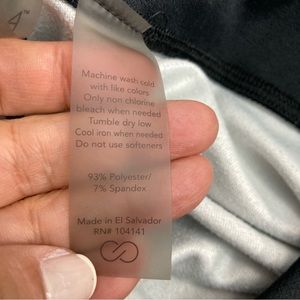 4™
Machine wash cold
with like colors
Only non chlorine
bleach when needed
Tumble dry low
Cool iron when needed
Do not use softeners
93% Polyester/
7% Spandex
Made in El Salvador
RN# 104141